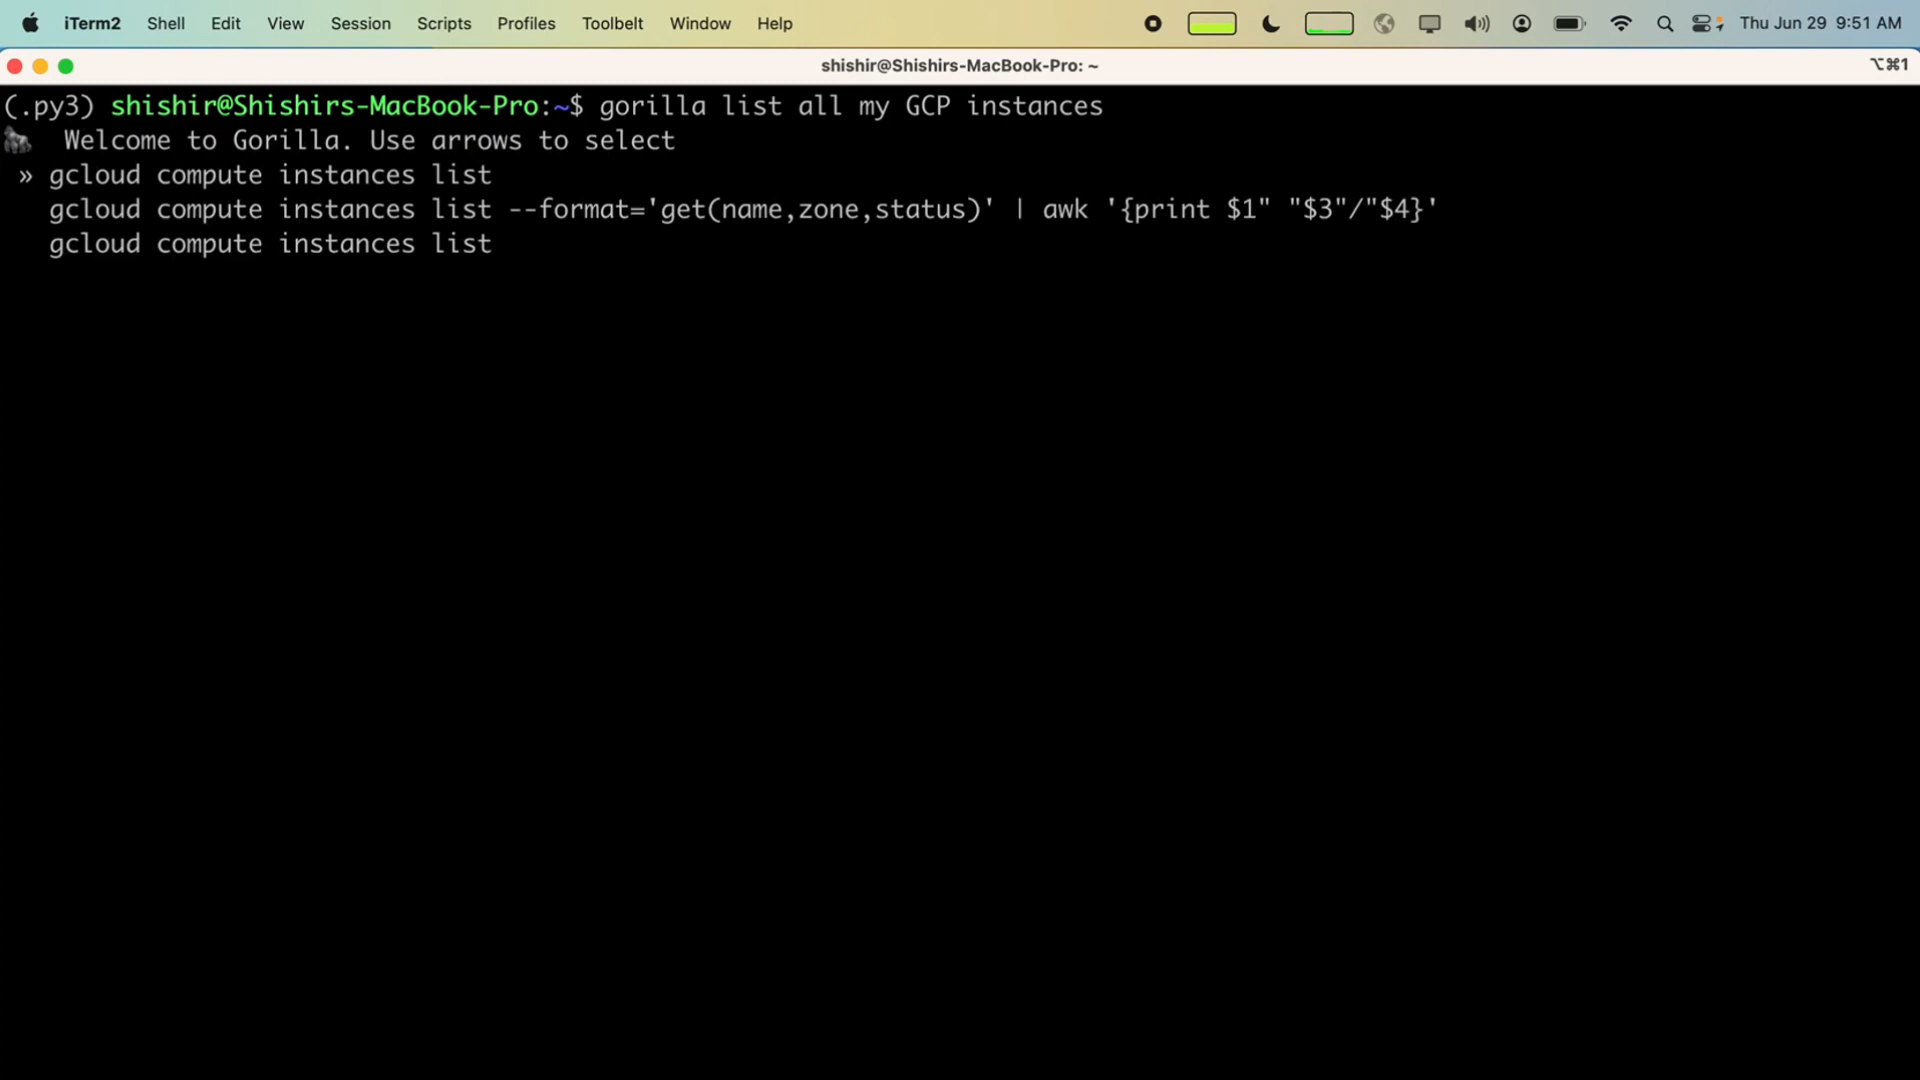 iTerm2 Shell Edit View Session Scripts Profiles Toolbelt Window Help Thu Jun 29 9:51 AM
shishir@Shishirs-MacBook-Pro: ~ ⌥⌘1
(.py3) shishir@Shishirs-MacBook-Pro:~$ gorilla list all my GCP instances
Welcome to Gorilla. Use arrows to select
» gcloud compute instances list
gcloud compute instances list --format='get(name,zone,status)' | awk '{print $1" "$3"/"$4}'
gcloud compute instances list